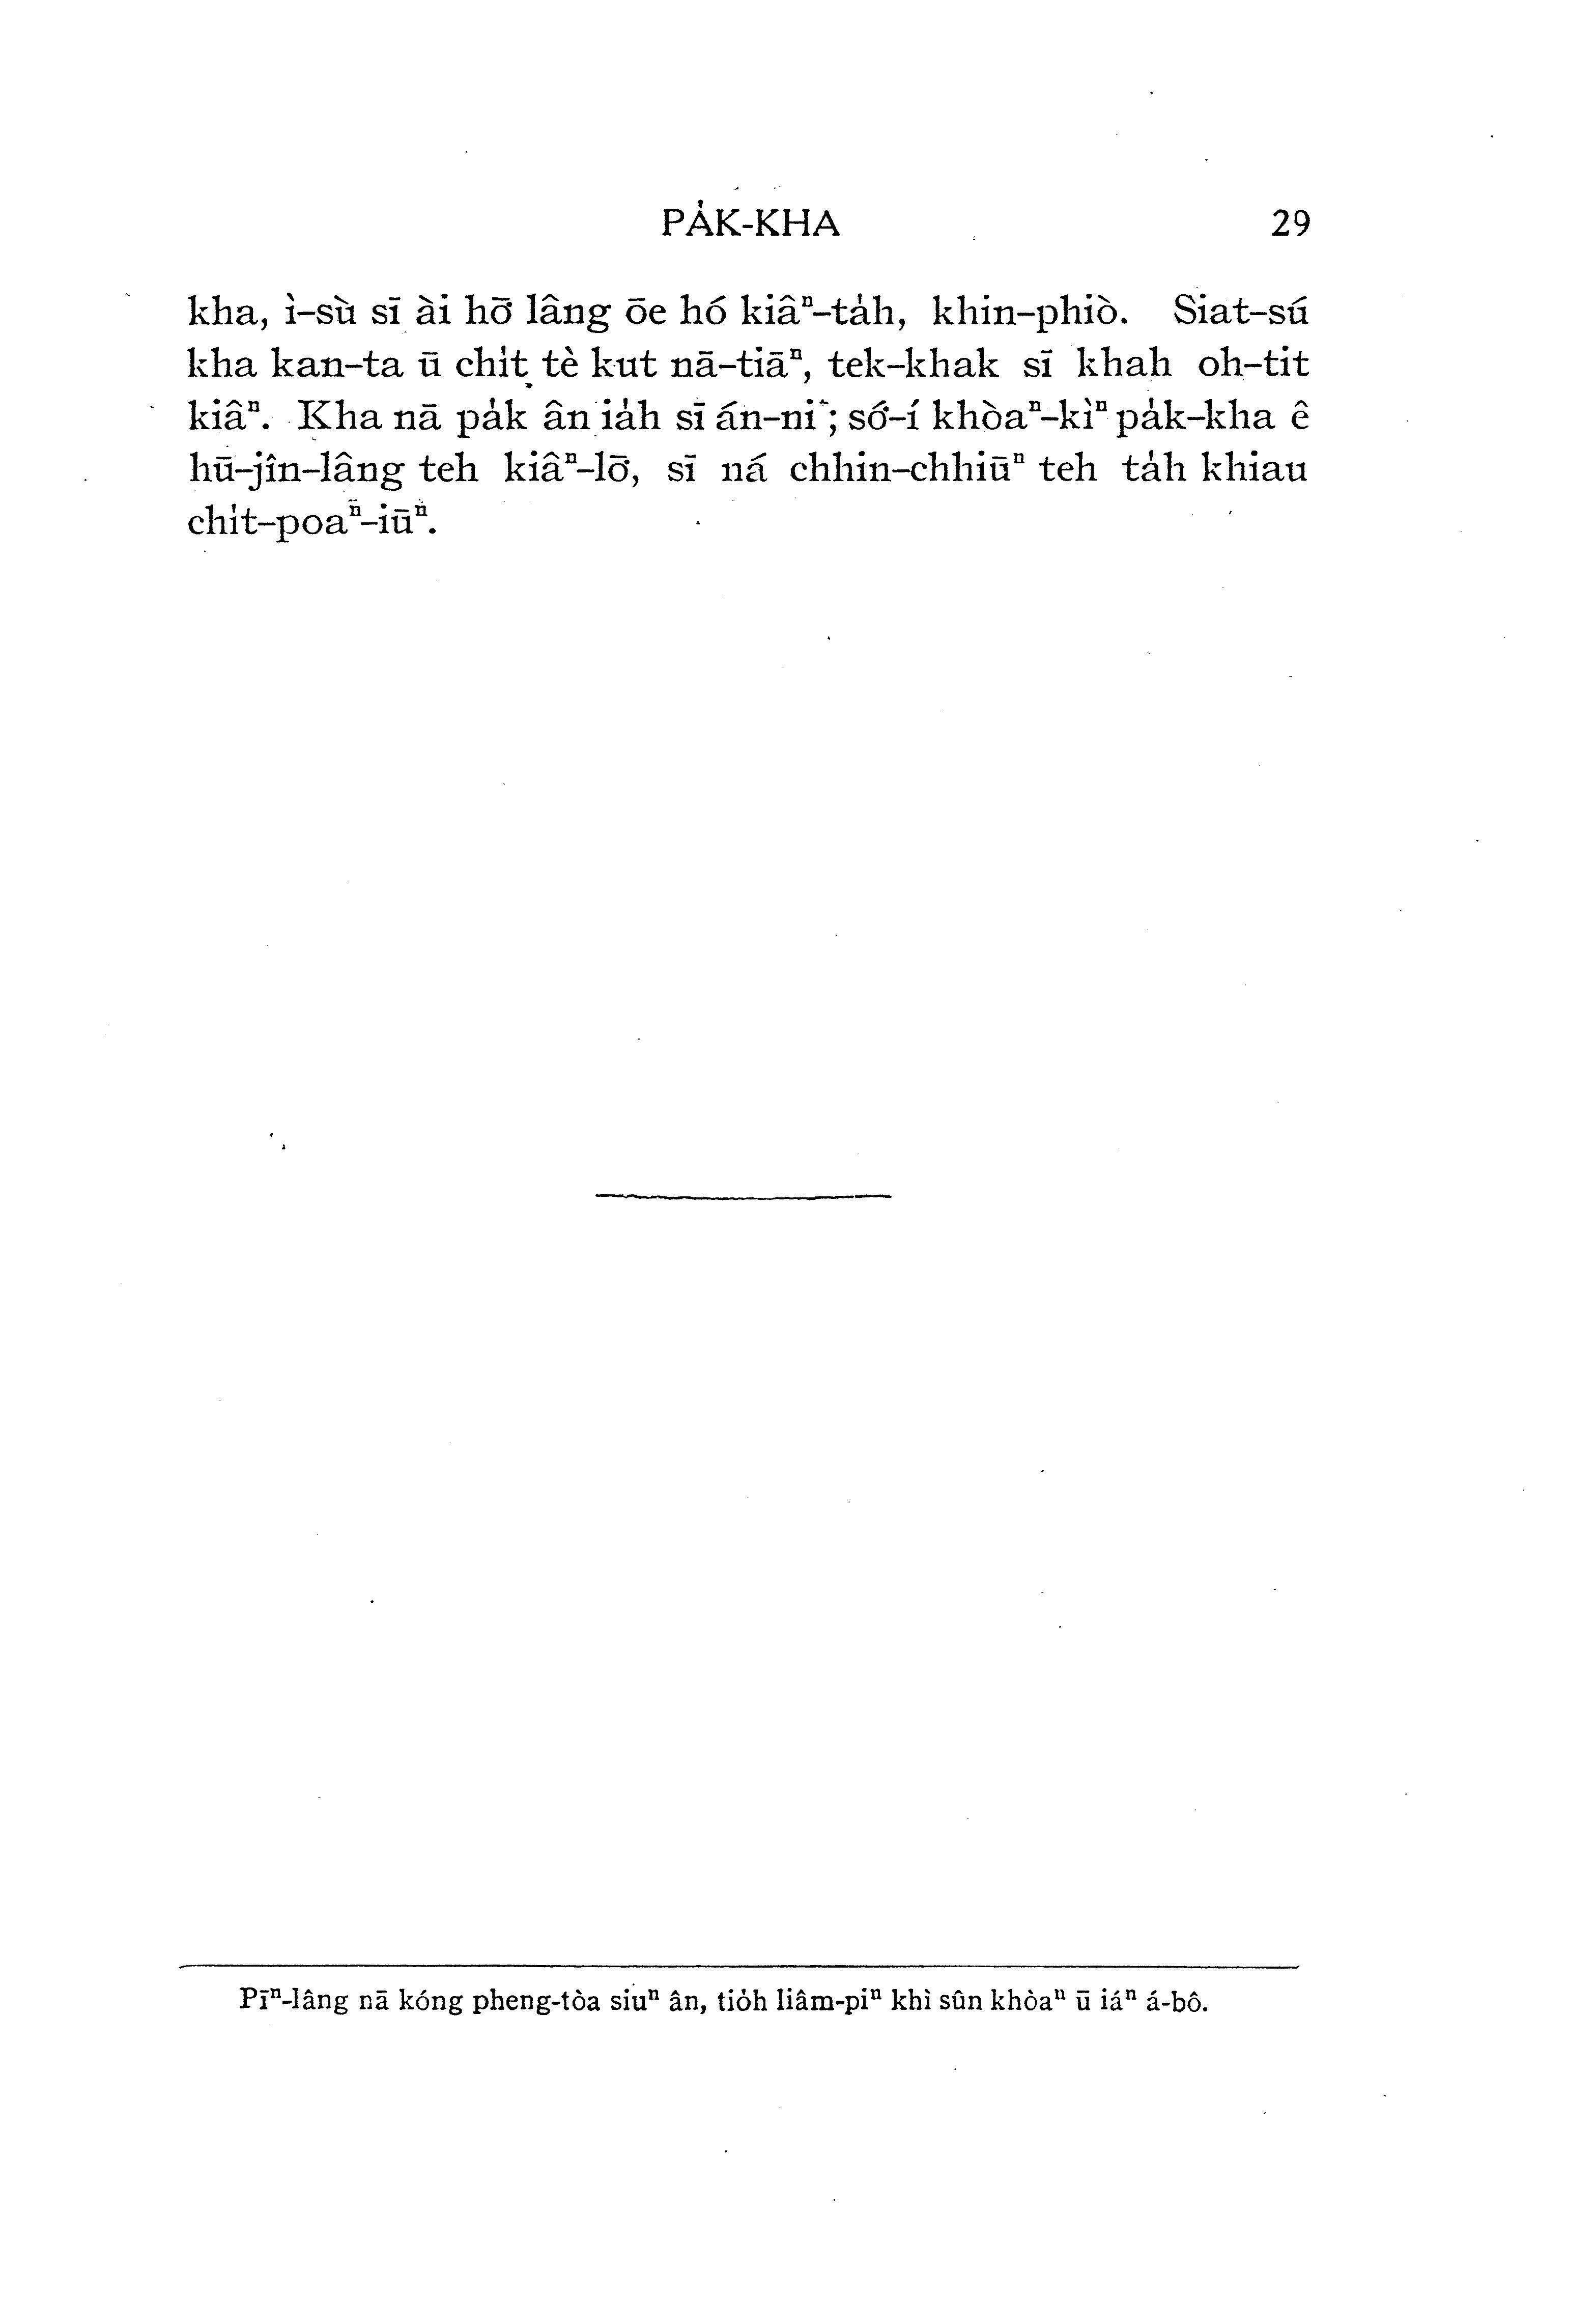 PA̍K-KHA 29
kha, ì-sù sī ài hō͘ lâng ōe hó kiâⁿ-ta̍h, khin-phiò. Siat-sú
kha kan-ta ū chi̍t tè kut nā-tiāⁿ, tek-khak sī khah oh-tit
kiâⁿ. Kha nā pa̍k ân ia̍h sī án-ni; só͘-í khòaⁿ-kìⁿ pa̍k-kha ê
hū-jîn-lâng teh kiâⁿ-lō͘, sī ná chhin-chhiūⁿ teh ta̍h khiau
chi̍t-poaⁿ-iūⁿ.
Pīⁿ-lâng nā kóng pheng-tòa siuⁿ ân, tio̍h liâm-piⁿ khì sûn khòaⁿ ū iáⁿ á-bô.